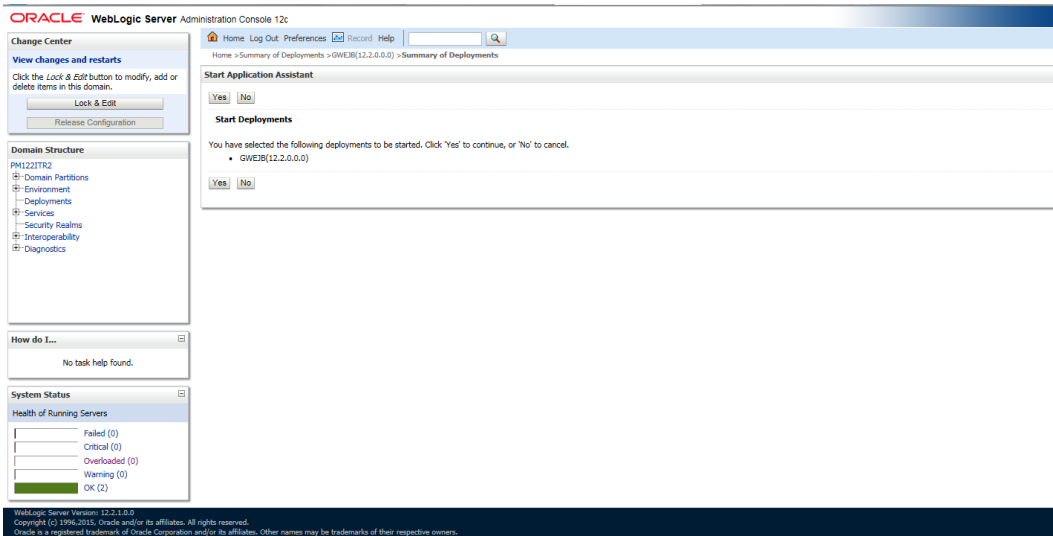 ORACLE WebLogic Server Administration Console 12c
Change Center
View changes and restarts
Click the Lock & Edit button to modify, add or
delete items in this domain.
Lock & Edit
Release Configuration
Domain Structure
PM122ITR2
Domain Partitions
Environment
Deployments
Services
Security Realms
Interoperability
Diagnostics
How do I...
No task help found.
System Status
Health of Running Servers
Failed (0)
Critical (0)
Overloaded (0)
Warning (0)
OK (2)
Home Log Out Preferences Record Help
Home >Summary of Deployments >GWEJB(12.2.0.0.0) >Summary of Deployments
Start Application Assistant
Yes No
Start Deployments
You have selected the following deployments to be started. Click 'Yes' to continue, or 'No' to cancel.
• GWEJB(12.2.0.0.0)
Yes No
WebLogic Server Version: 12.2.1.0.0
Copyright (c) 1996,2015, Oracle and/or its affiliates. All rights reserved.
Oracle is a registered trademark of Oracle Corporation and/or its affiliates. Other names may be trademarks of their respective owners.